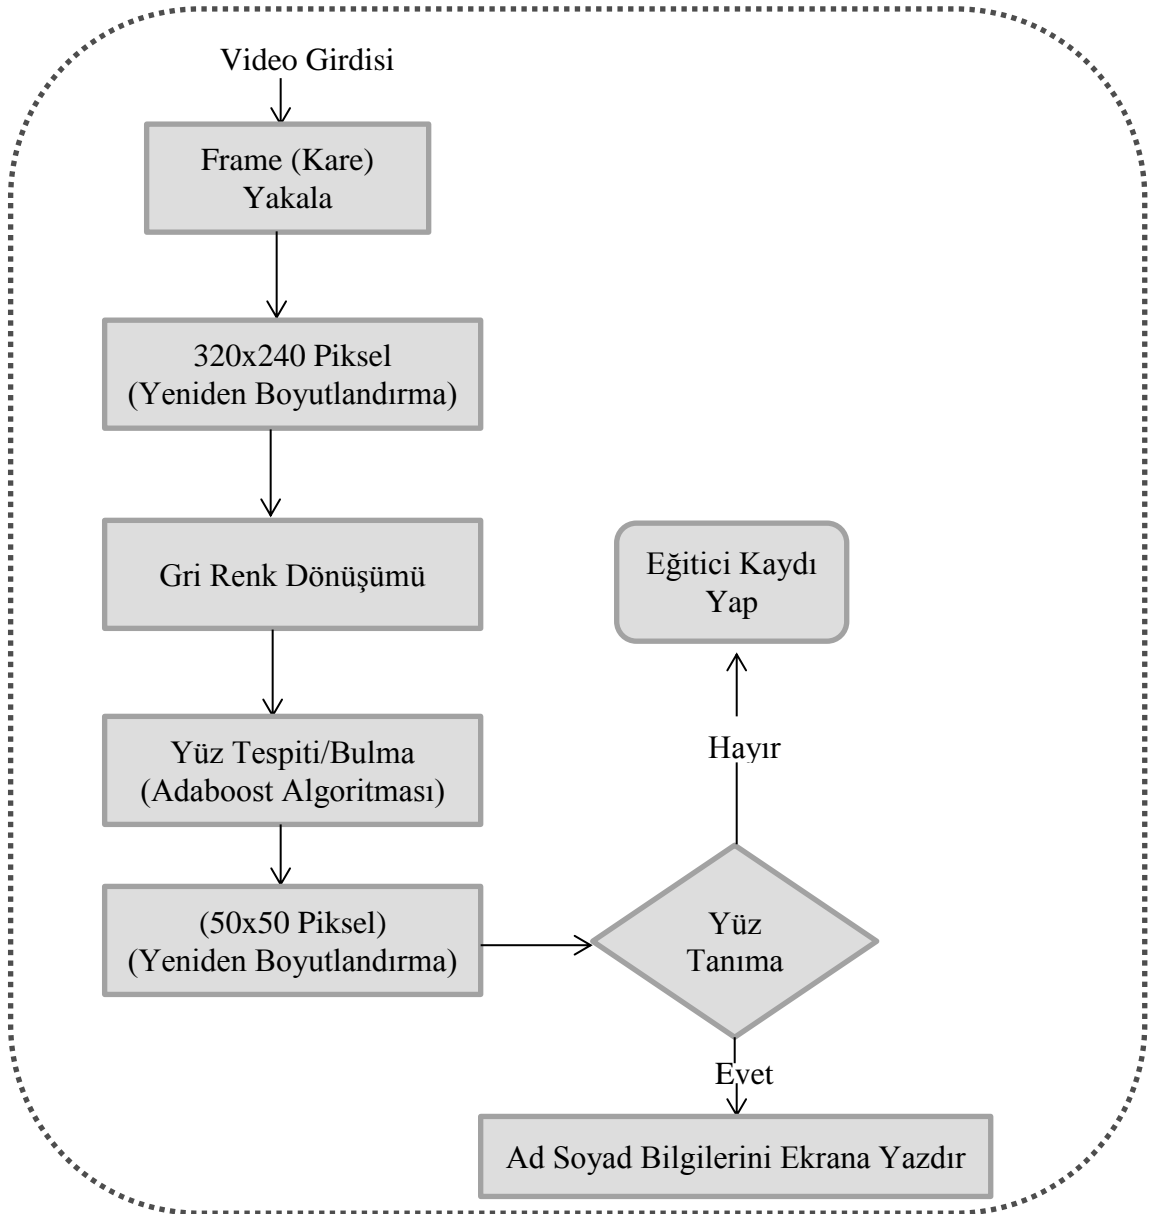 Video Girdisi
Frame (Kare)
Yakala
320x240 Piksel
(Yeniden Boyutlandırma)
Gri Renk Dönüşümü
Yüz Tespiti/Bulma
(Adaboost Algoritması)
(50x50 Piksel)
(Yeniden Boyutlandırma)
Yüz
Tanıma
Hayır
Eğitici Kaydı
Yap
Evet
Ad Soyad Bilgilerini Ekrana Yazdır